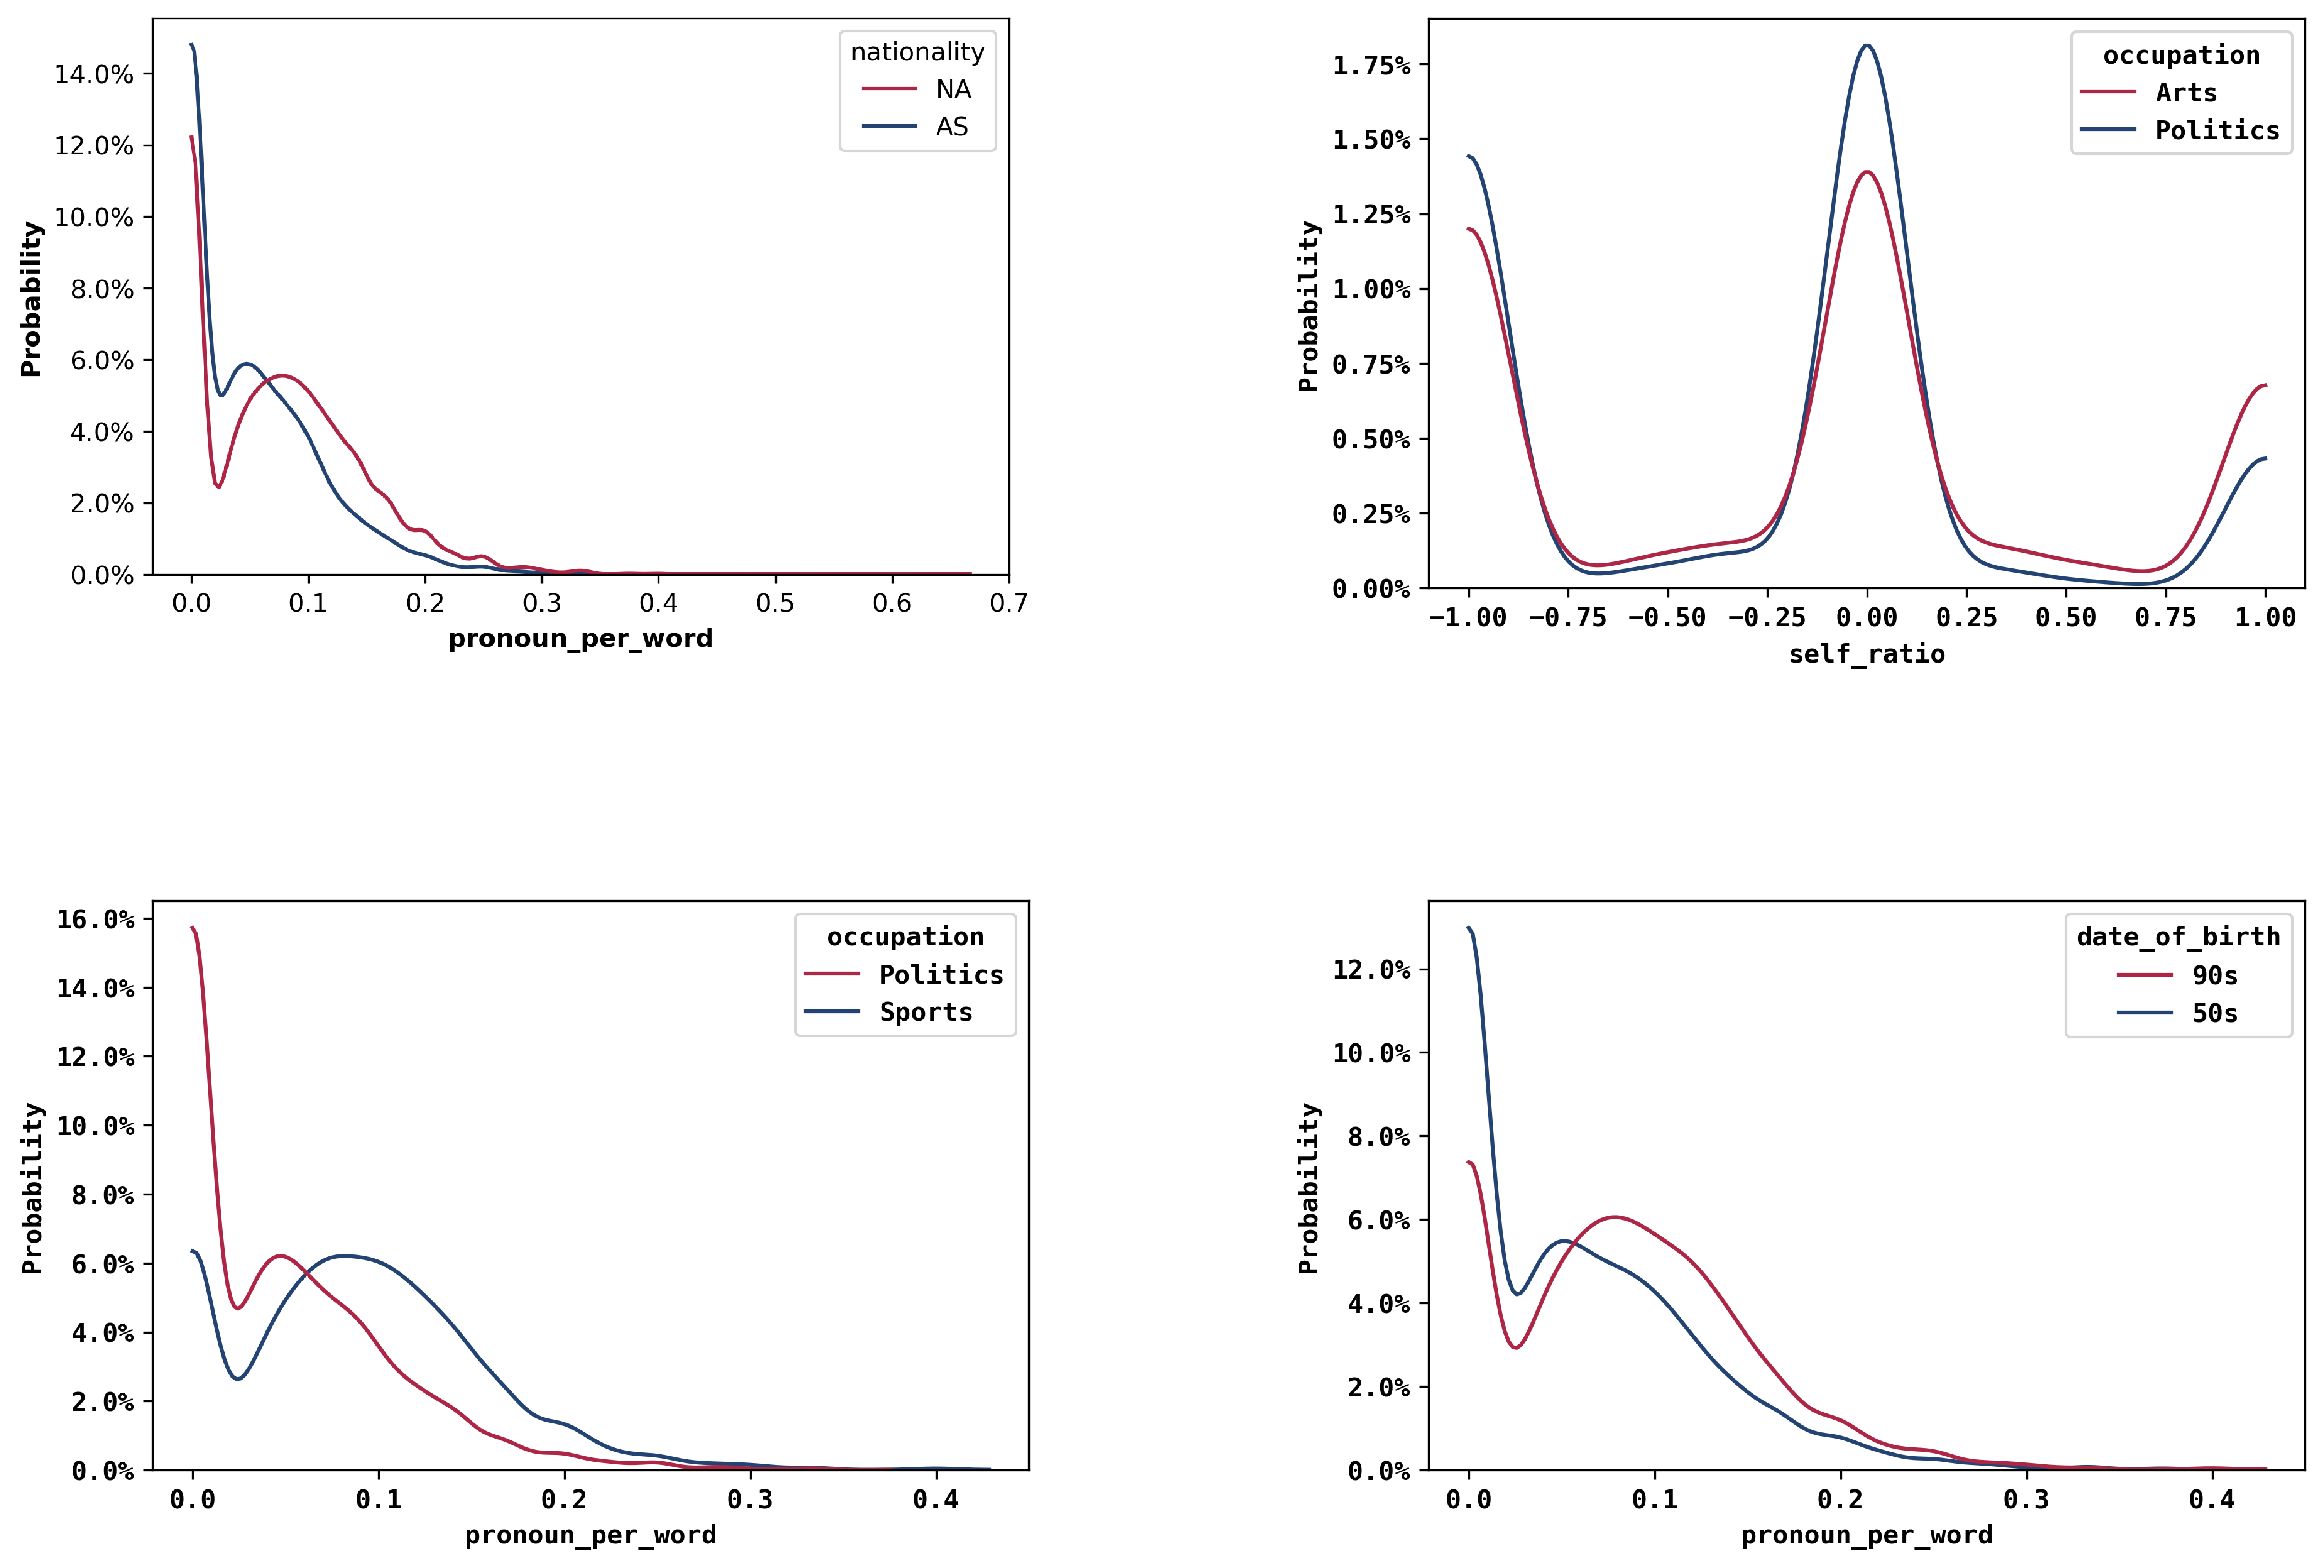 nationality
NA
AS
14.0%
12.0%
10.0%
8.0%
6.0%
4.0%
2.0%
0.0%
Probability
0.0 0.1 0.2 0.3 0.4 0.5 0.6 0.7
pronoun_per_word
occupation
Arts
Politics
1.75%
1.50%
1.25%
1.00%
0.75%
0.50%
0.25%
0.00%
Probability
−1.00 −0.75 −0.50 −0.25 0.00 0.25 0.50 0.75 1.00
self_ratio
occupation
Politics
Sports
16.0%
14.0%
12.0%
10.0%
8.0%
6.0%
4.0%
2.0%
0.0%
Probability
0.0 0.1 0.2 0.3 0.4
pronoun_per_word
date_of_birth
90s
50s
12.0%
10.0%
8.0%
6.0%
4.0%
2.0%
0.0%
Probability
0.0 0.1 0.2 0.3 0.4
pronoun_per_word